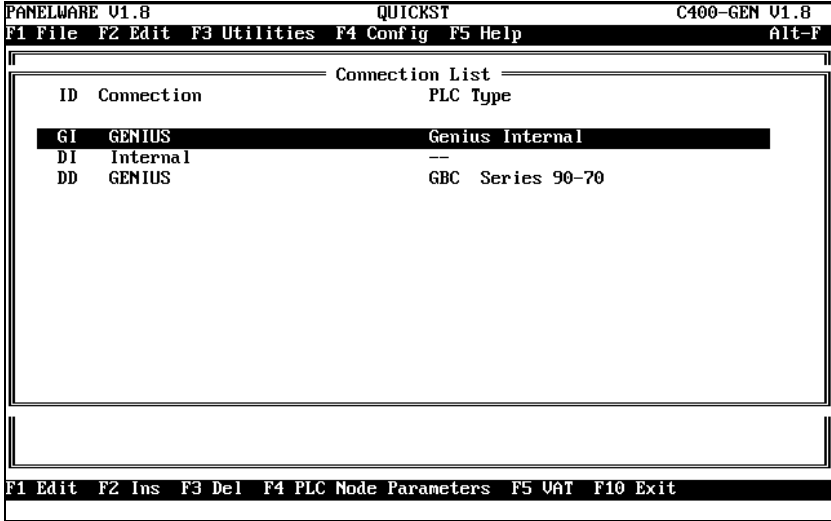 PANELWARE V1.8 QUICKST C400-GEN V1.8
F1 File F2 Edit F3 Utilities F4 Config F5 Help Alt-F
Connection List
ID Connection PLC Type
GI GENIUS Genius Internal
DI Internal --
DD GENIUS GBC Series 90-70
F1 Edit F2 Ins F3 Del F4 PLC Node Parameters F5 VAT F10 Exit